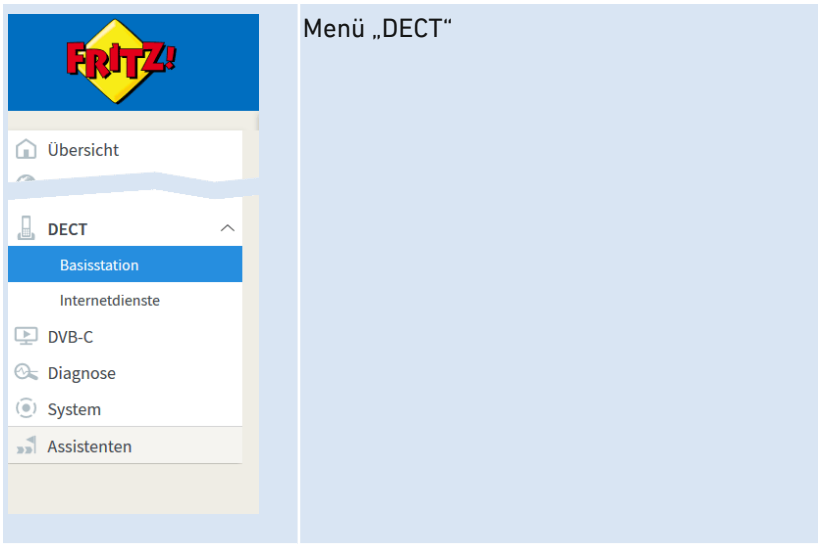 FRITZ!
Menü „DECT“
Übersicht
DECT
Basisstation
Internetdienste
DVB-C
Diagnose
System
Assistenten